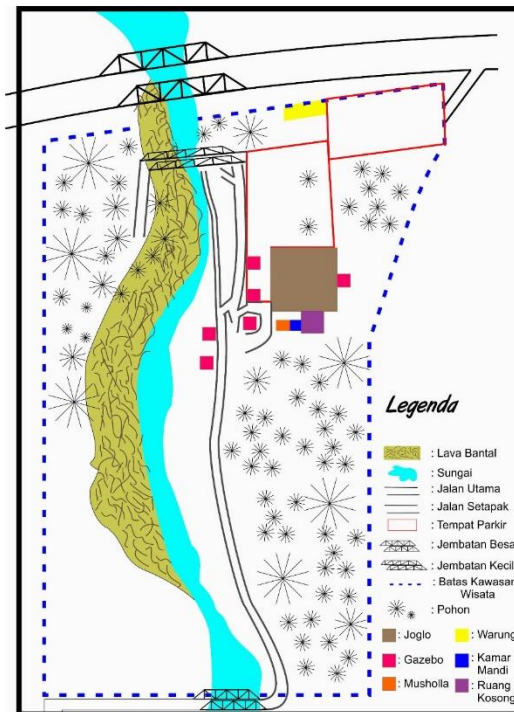 Legenda
: Lava Bantal
: Sungai
: Jalan Utama
: Jalan Setapak
: Tempat Parkir
: Jembatan Besar
: Jembatan Kecil
: Batas Kawasan
Wisata
: Pohon
: Joglo
: Warung
: Gazebo
: Kamar
Mandi
: Musholla
: Ruang
Kosong